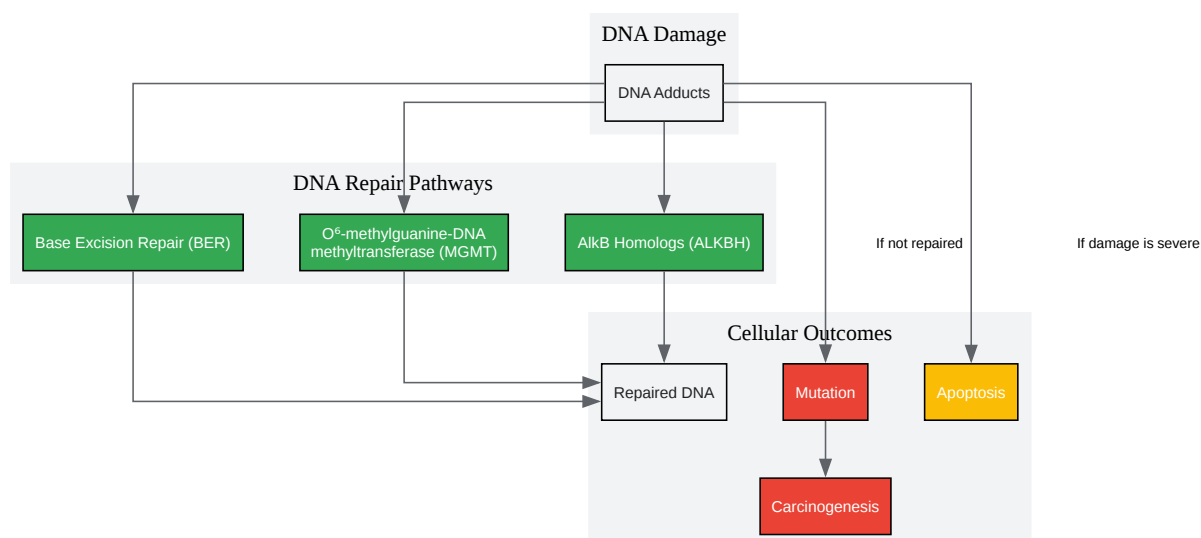 DNA Damage
DNA Adducts
DNA Repair Pathways
Base Excision Repair (BER)
O⁶-methylguanine-DNA
methyltransferase (MGMT)
AlkB Homologs (ALKBH)
If not repaired
If damage is severe
Cellular Outcomes
Repaired DNA
Mutation
Apoptosis
Carcinogenesis